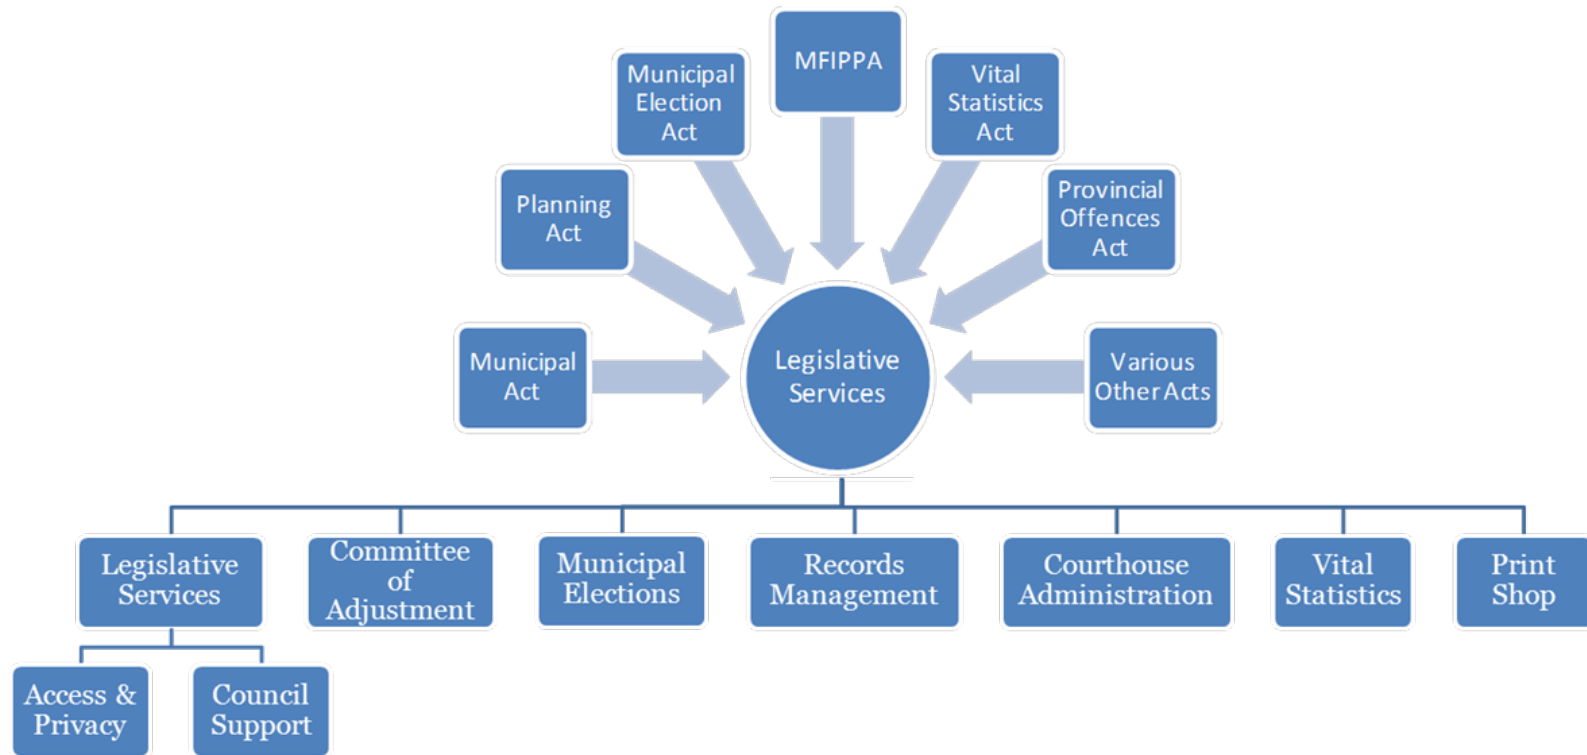 MFIPPA
Municipal
Election
Act
Vital
Statistics
Act
Planning
Act
Provincial
Offences
Act
Municipal
Act
Legislative
Services
Various
Other Acts
Legislative
Services
Committee
of
Adjustment
Municipal
Elections
Records
Management
Courthouse
Administration
Vital
Statistics
Print
Shop
Access &
Privacy
Council
Support